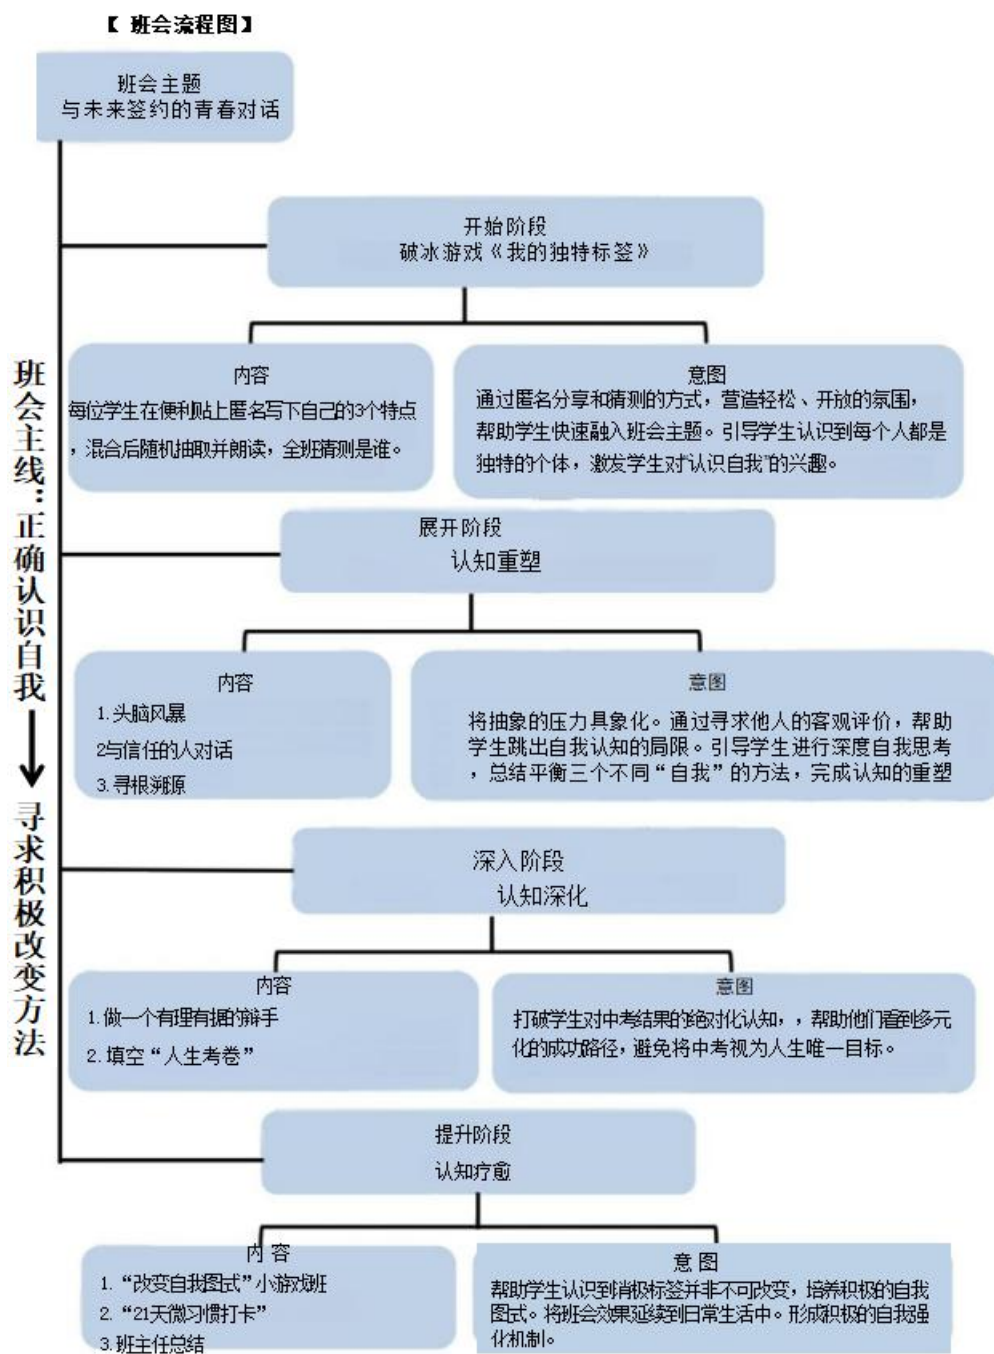 【 班会流程图】
班会主题
与未来签约的青春对话
班会主线：正确认识自我
寻求积极改变方法
开始阶段
破冰游戏《我的独特标签》
内容
每位学生在便利贴上匿名写下自己的3个特点
，混合后随机抽取并朗读，全班猜测是谁。
意图
通过匿名分享和猜测的方式，营造轻松、开放的氛围，
帮助学生快速融入班会主题。引导学生认识到每个人都是
独特的个体，激发学生对“认识自我”的兴趣。
展开阶段
认知重塑
内容
1.头脑风暴
2与信任的人对话
3.寻根溯源
意图
将抽象的压力具象化。通过寻求他人的客观评价，帮助
学生跳出自我认知的局限。引导学生进行深度自我思考
，总结平衡三个不同“自我”的方法，完成认知的重塑
深入阶段
认知深化
内容
1.做一个有理有据的辩手
2. 填空“人生考卷”
意图
打破学生对中考结果的绝对化认知，，帮助他们看到多元
化的成功路径，避免将中考视为人生唯一目标。
提升阶段
认知疗愈
内 容
1. “改变自我图式”小游戏班
2. “21天微习惯打卡”
3.班主任总结
意 图
帮助学生认识到消极标签并非不可改变，培养积极的自我
图式。将班会效果延续到日常生活中。形成积极的自我强
化机制。